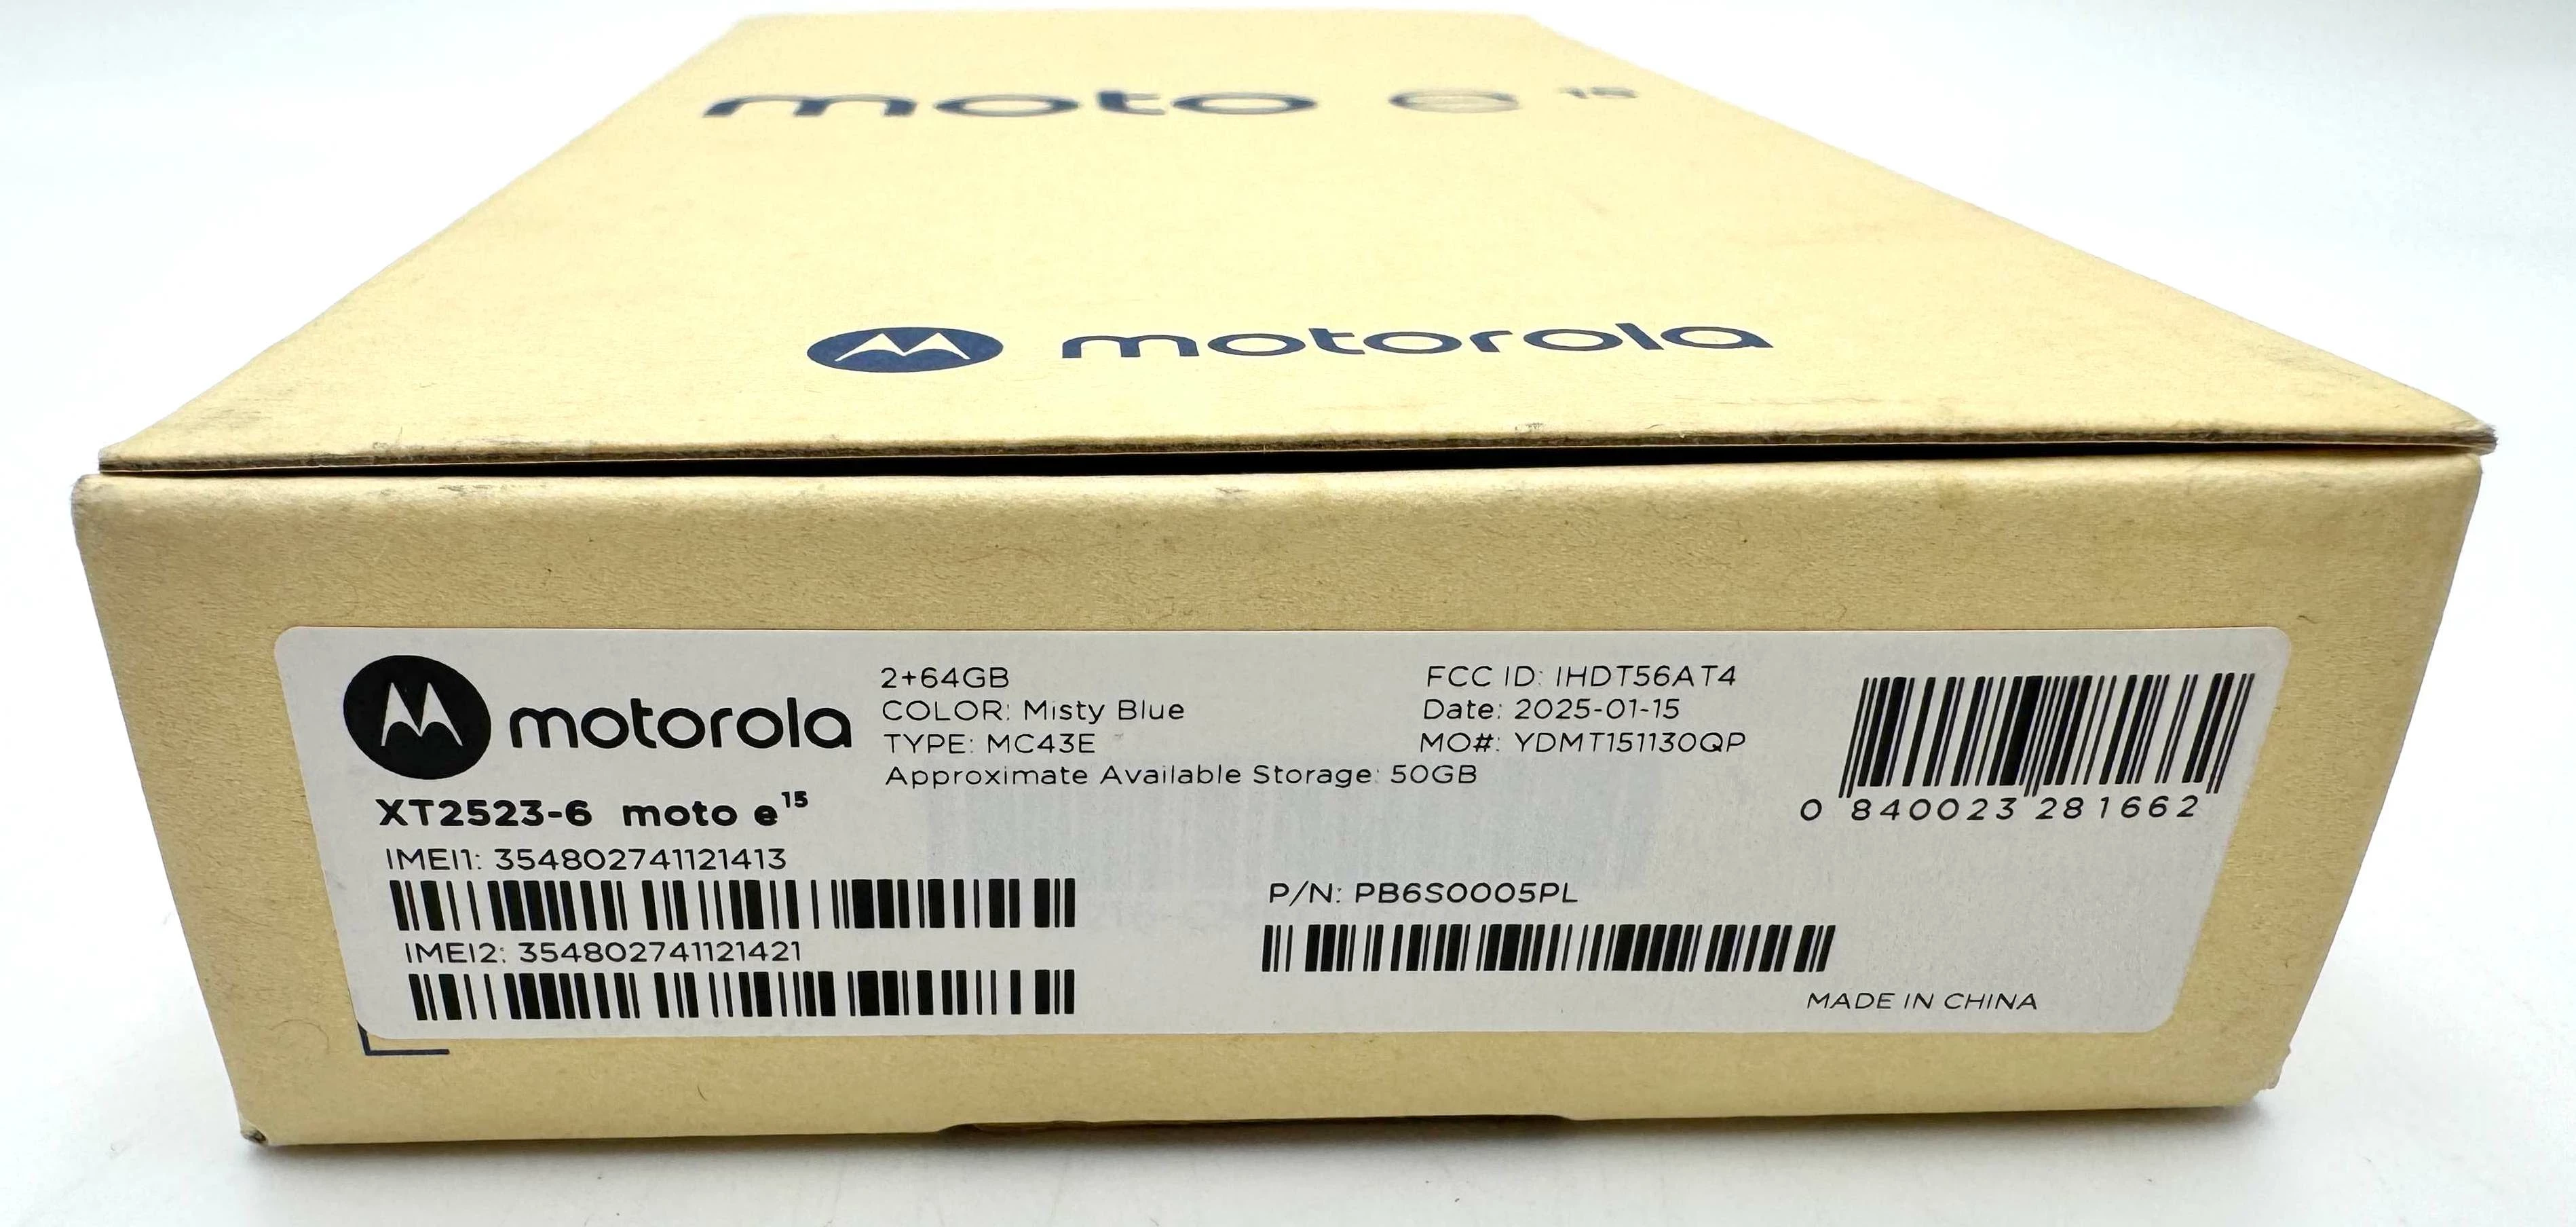 moto e 15
motorola
motorola
2+64GB
COLOR: Misty Blue
TYPE: MC43E
Approximate Available Storage: 50GB
FCC ID: IHDT56AT4
Date: 2025-01-15
MO#: YDMT151130QP
0 840023 281662
XT2523-6 moto e15
IMEI1: 354802741121413
IMEI2: 354802741121421
P/N: PB6S0005PL
MADE IN CHINA